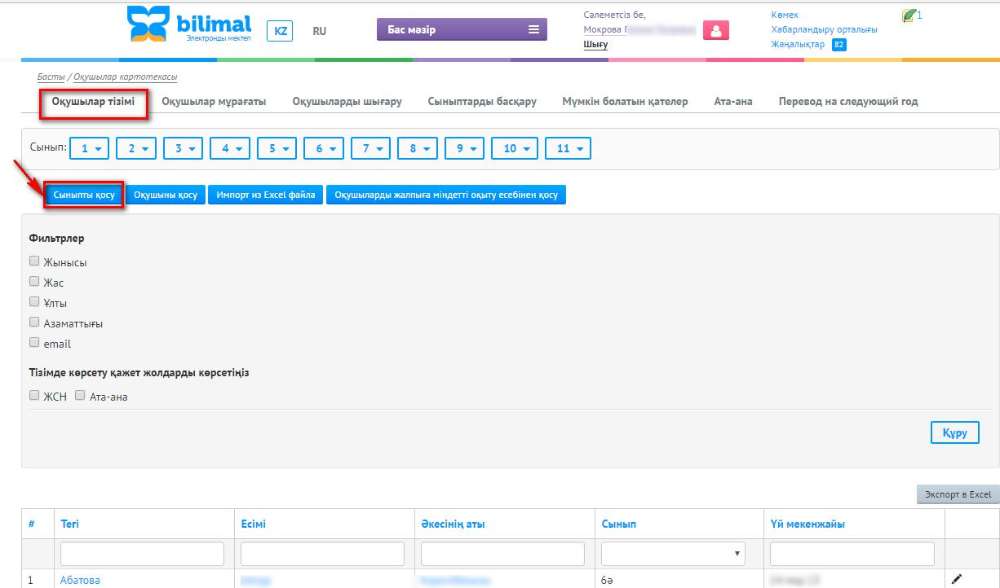 bilimal
Электронды мектеп
KZ
RU
Бас мәзір
Сәлеметсіз бе,
Мокрова
Шығу
Көмек
Хабарландыру орталығы
Жаңалықтар 82
1
Басты / Оқушылар картотекасы
Оқушылар тізімі Оқушылар мұрағаты Оқушыларды шығару Сыныптарды басқару Мүмкін болатын қателер Ата-ана Перевод на следующий год
Сынып: 1 2 3 4 5 6 7 8 9 10 11
Сыныпты қосу Оқушыны қосу Импорт из Excel файла Оқушыларды жалпыға міндетті оқыту есебінен қосу
Фильтрлер
Жынысы
Жас
Ұлты
Азаматтығы
email
Тізімде көрсету қажет жолдарды көрсетіңіз
ЖСН Ата-ана
Құру
Экспорт в Excel
# Тегі Есімі Әкесінің аты Сынып Үй мекенжайы
1 Абатова 6ә